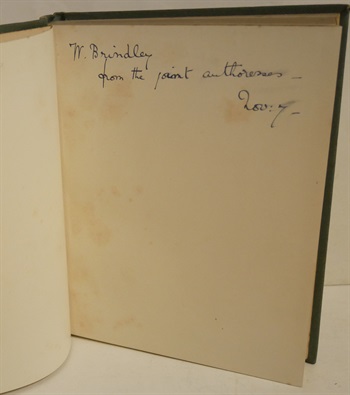 W. Brindley
from the joint authoresses –
Nov: 7 –